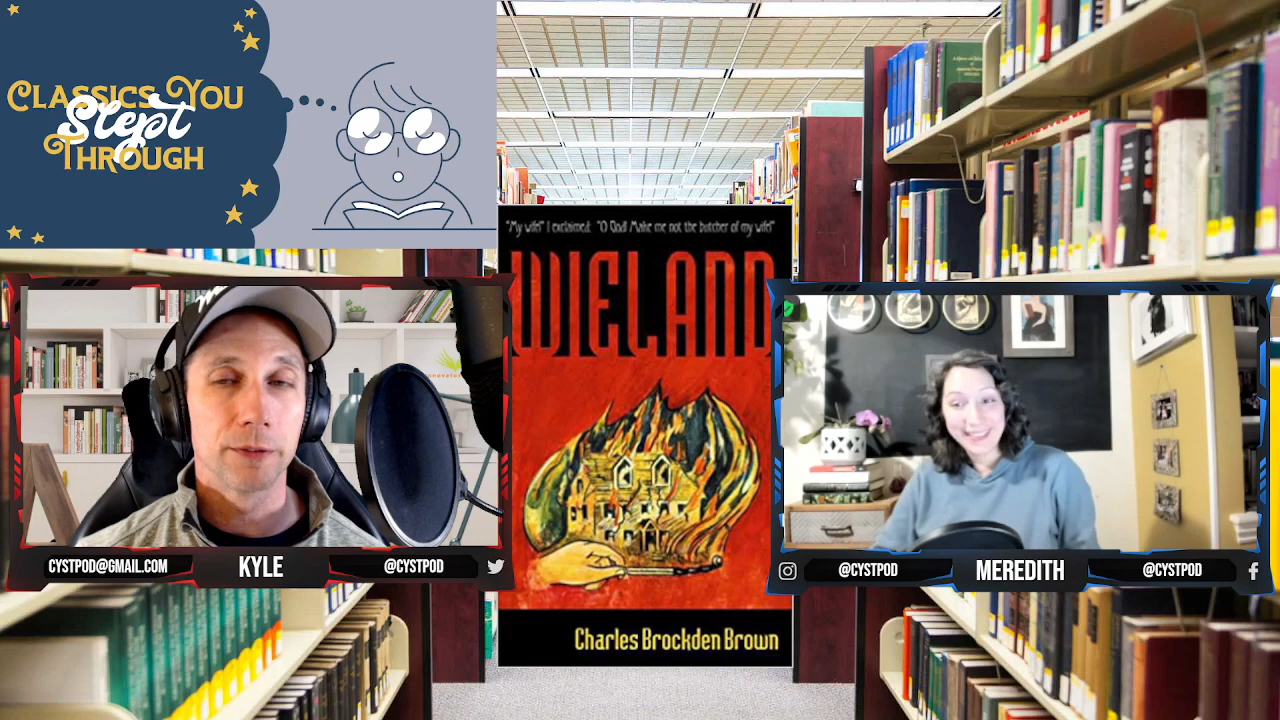 CLASSICS YOU
Slept
THROUGH
"My wife!" I exclaimed: "O God! Make me not the butcher of my wife!"
WIELAND
Charles Brockden Brown
CYSTPOD@GMAIL.COM
KYLE
@CYSTPOD
@CYSTPOD
MEREDITH
@CYSTPOD